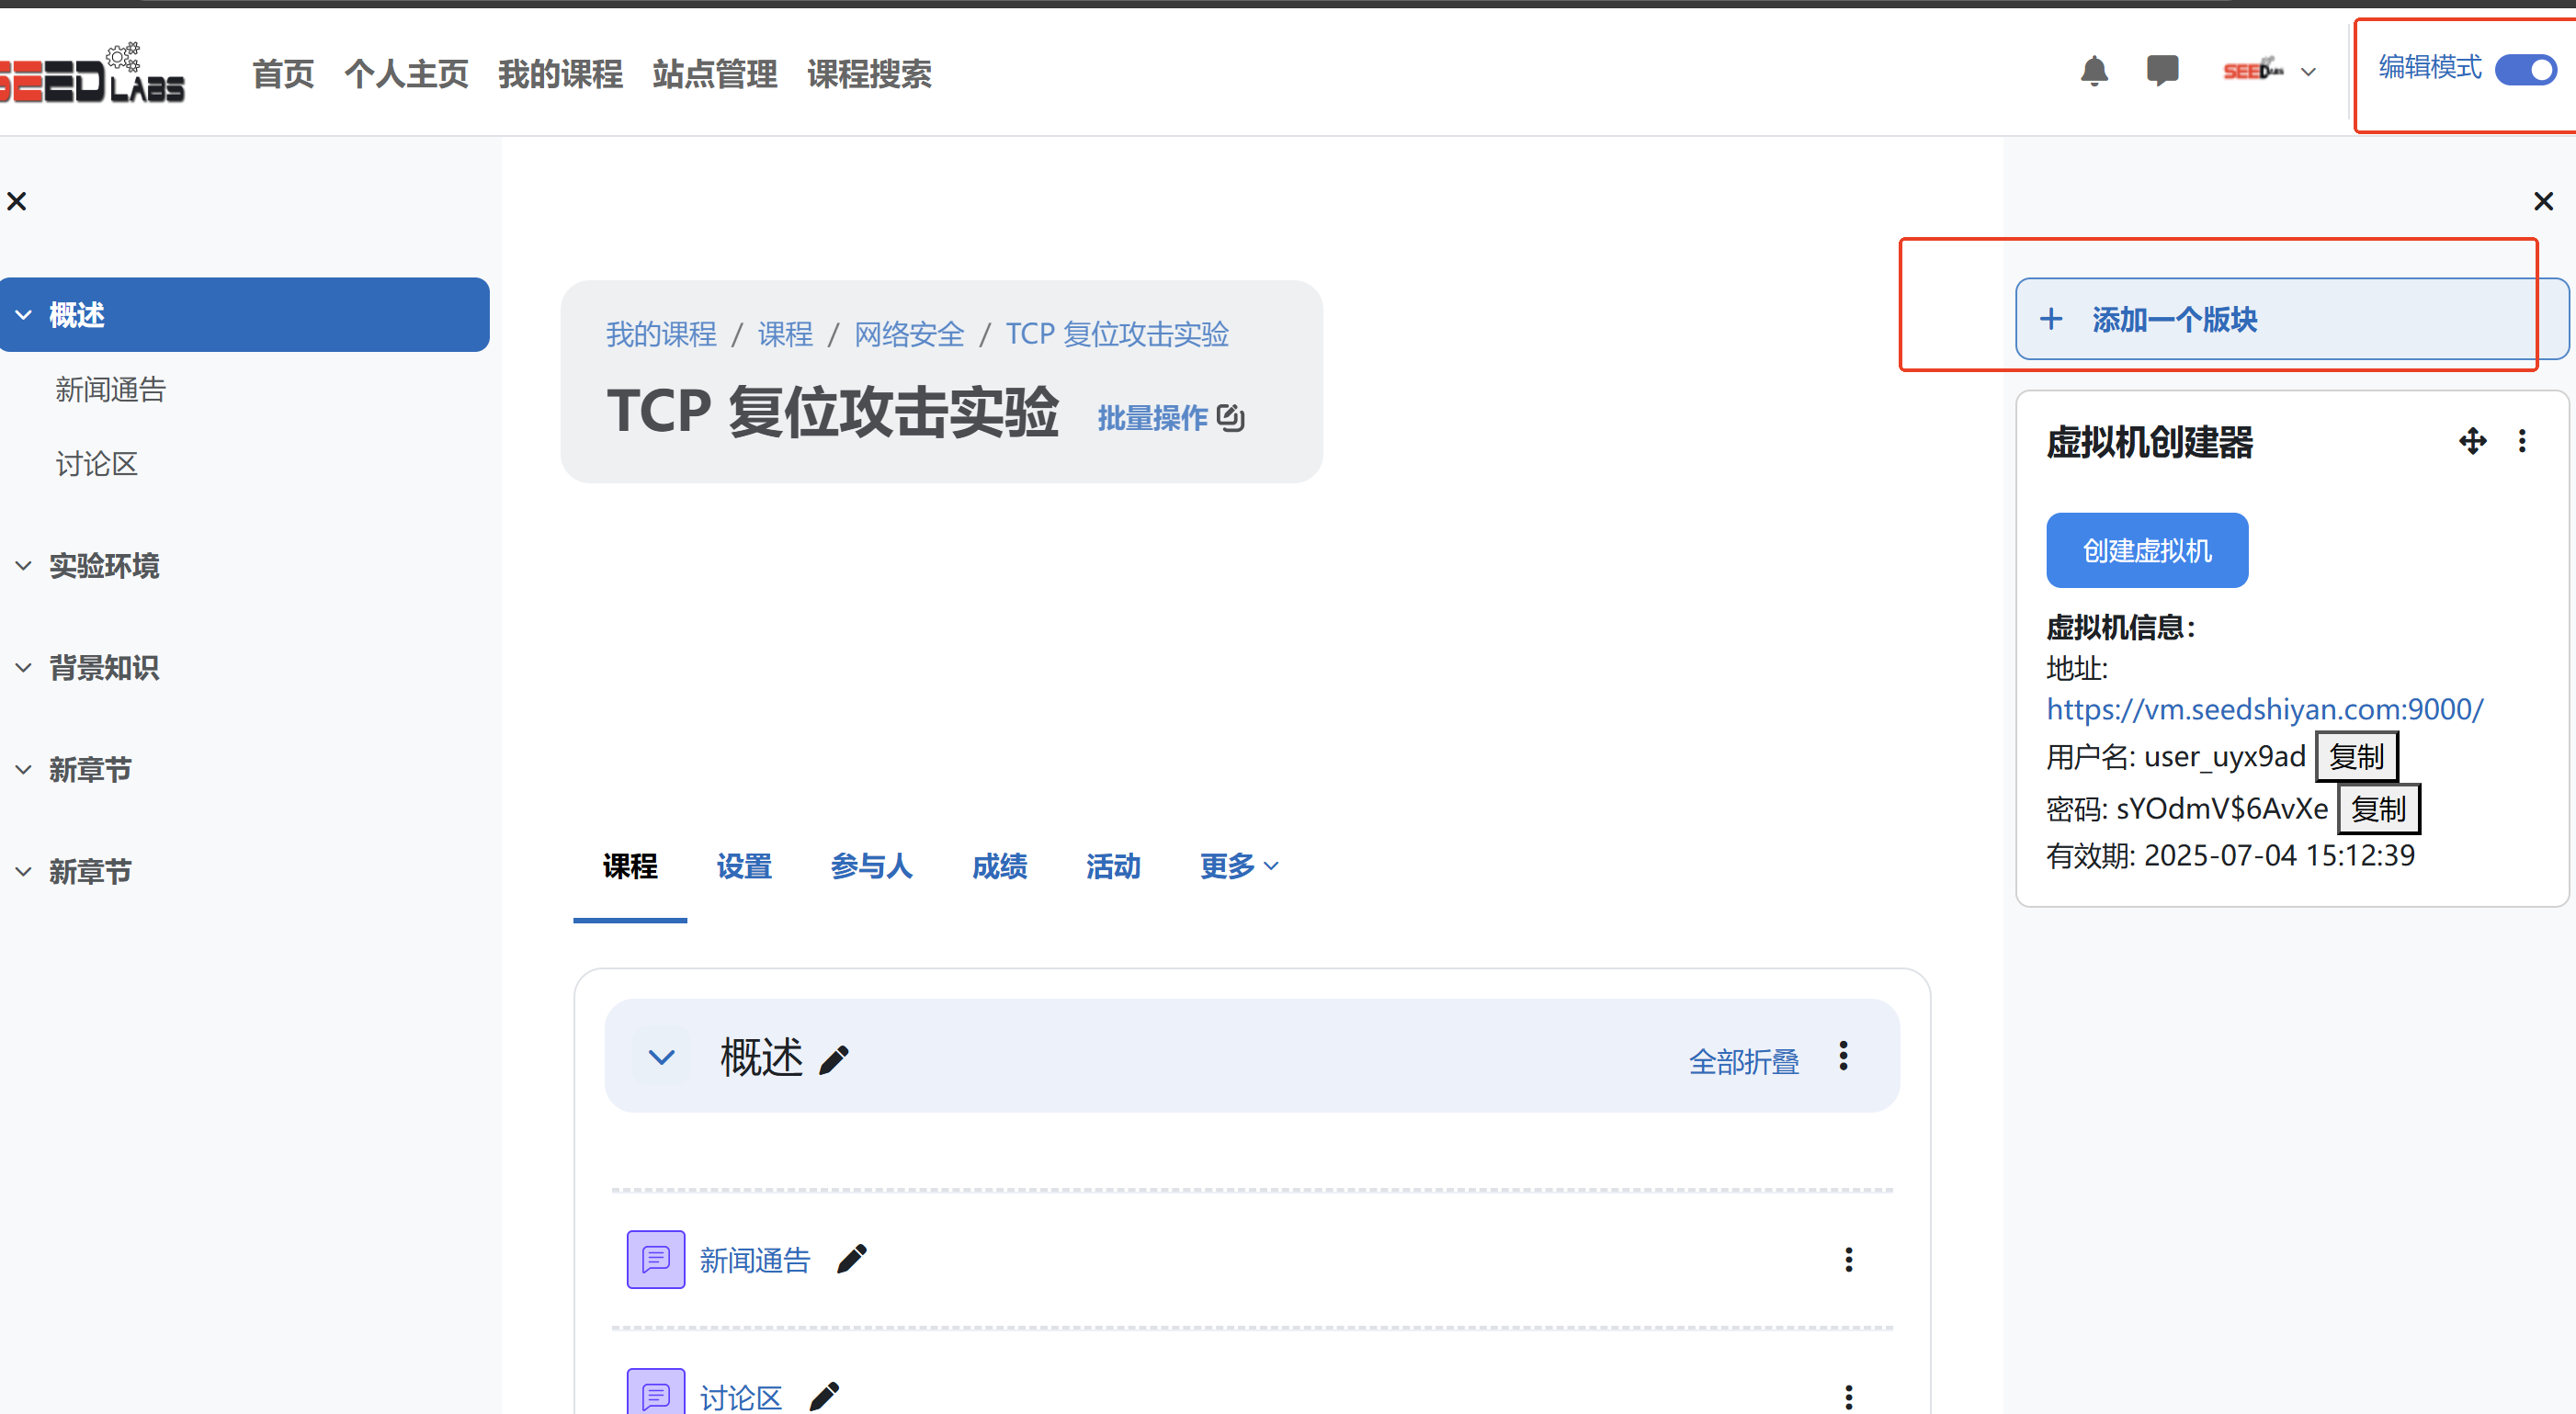 SEED LABS
首页 个人主页 我的课程 站点管理 课程搜索
SEED LABS
编辑模式
概述
新闻通告
讨论区
实验环境
背景知识
新章节
新章节
我的课程 / 课程 / 网络安全 / TCP 复位攻击实验
TCP 复位攻击实验 批量操作
课程 设置 参与人 成绩 活动 更多
概述
全部折叠
新闻通告
讨论区
添加一个版块
虚拟机创建器
创建虚拟机
虚拟机信息:
地址:
https://vm.seedshiyan.com:9000/
用户名: user_uyx9ad 复制
密码: sYOdmV$6AvXe 复制
有效期: 2025-07-04 15:12:39